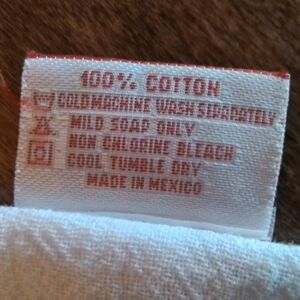 100% COTTON
COLD MACHINE WASH SEPARATELY
MILD SOAP ONLY
NON CHLORINE BLEACH
COOL TUMBLE DRY
MADE IN MEXICO